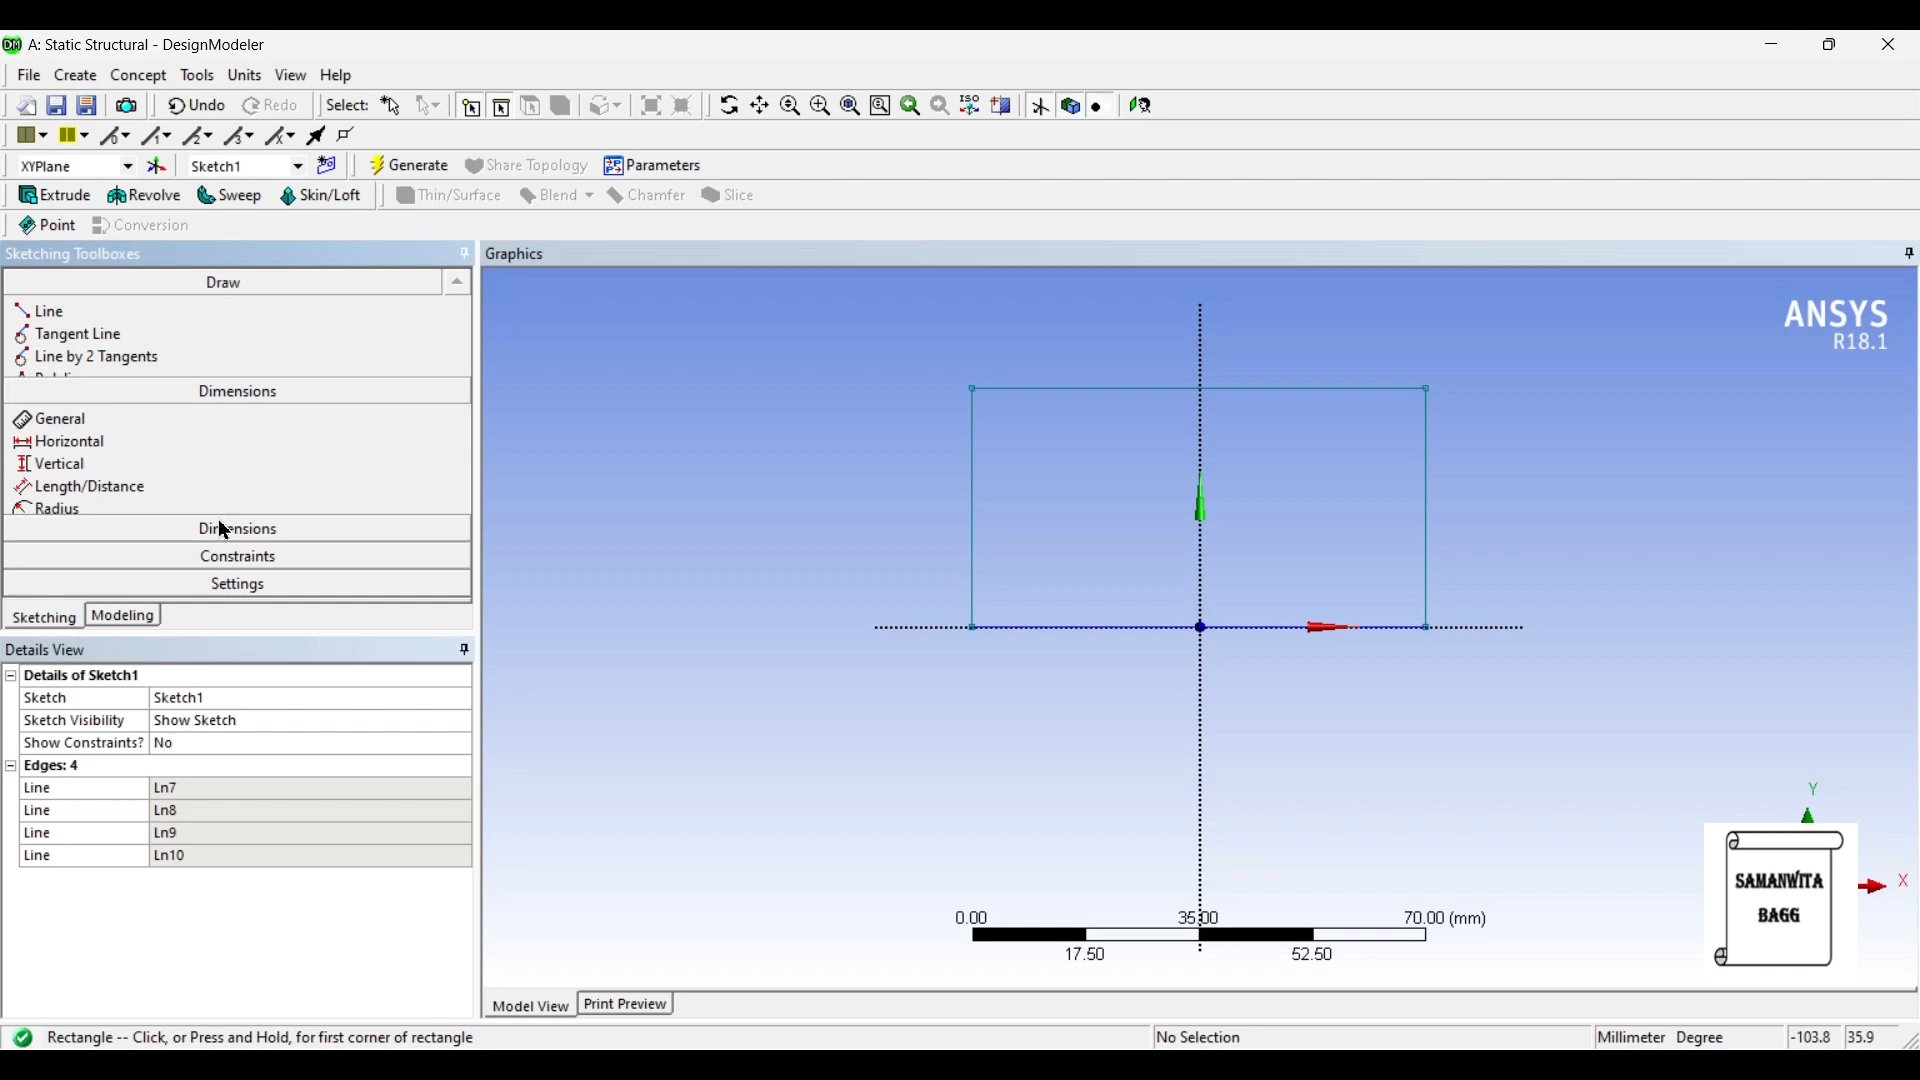 A: Static Structural - DesignModeler
File Create Concept Tools Units View Help
Undo Redo Select: ISO
XYPlane Sketch1 Generate Share Topology Parameters
Extrude Revolve Sweep Skin/Loft Thin/Surface Blend Chamfer Slice
Point Conversion
Sketching Toolboxes
Draw
Line
Tangent Line
Line by 2 Tangents
Dimensions
General
Horizontal
Vertical
Length/Distance
Radius
Dimensions
Constraints
Settings
Sketching Modeling
Details View
Details of Sketch1
Sketch Sketch1
Sketch Visibility Show Sketch
Show Constraints? No
Edges: 4
Line Ln7
Line Ln8
Line Ln9
Line Ln10
Graphics
ANSYS
R18.1
Y
X
SAMANWITA
BAGG
0.00 35.00 70.00 (mm)
17.50 52.50
Model View Print Preview
Rectangle -- Click, or Press and Hold, for first corner of rectangle No Selection Millimeter Degree -103.8 35.9